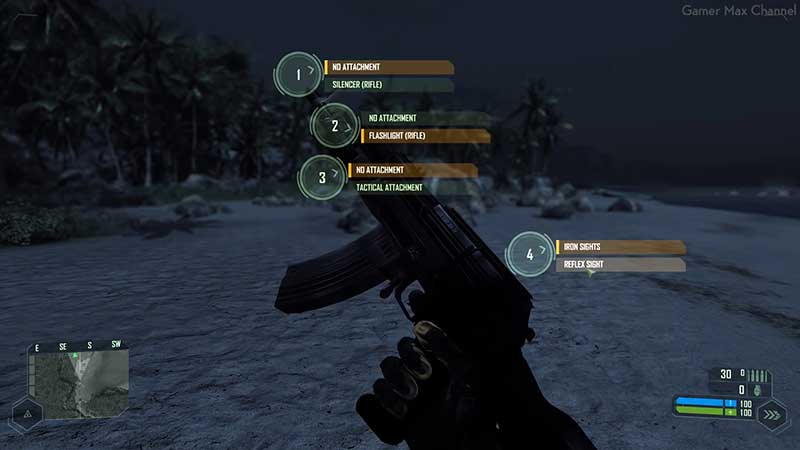 Gamer Max Channel
1
NO ATTACHMENT
SILENCER (RIFLE)
2
NO ATTACHMENT
FLASHLIGHT (RIFLE)
3
NO ATTACHMENT
TACTICAL ATTACHMENT
4
IRON SIGHTS
REFLEX SIGHT
E SE S SW
30 0
0
100
100